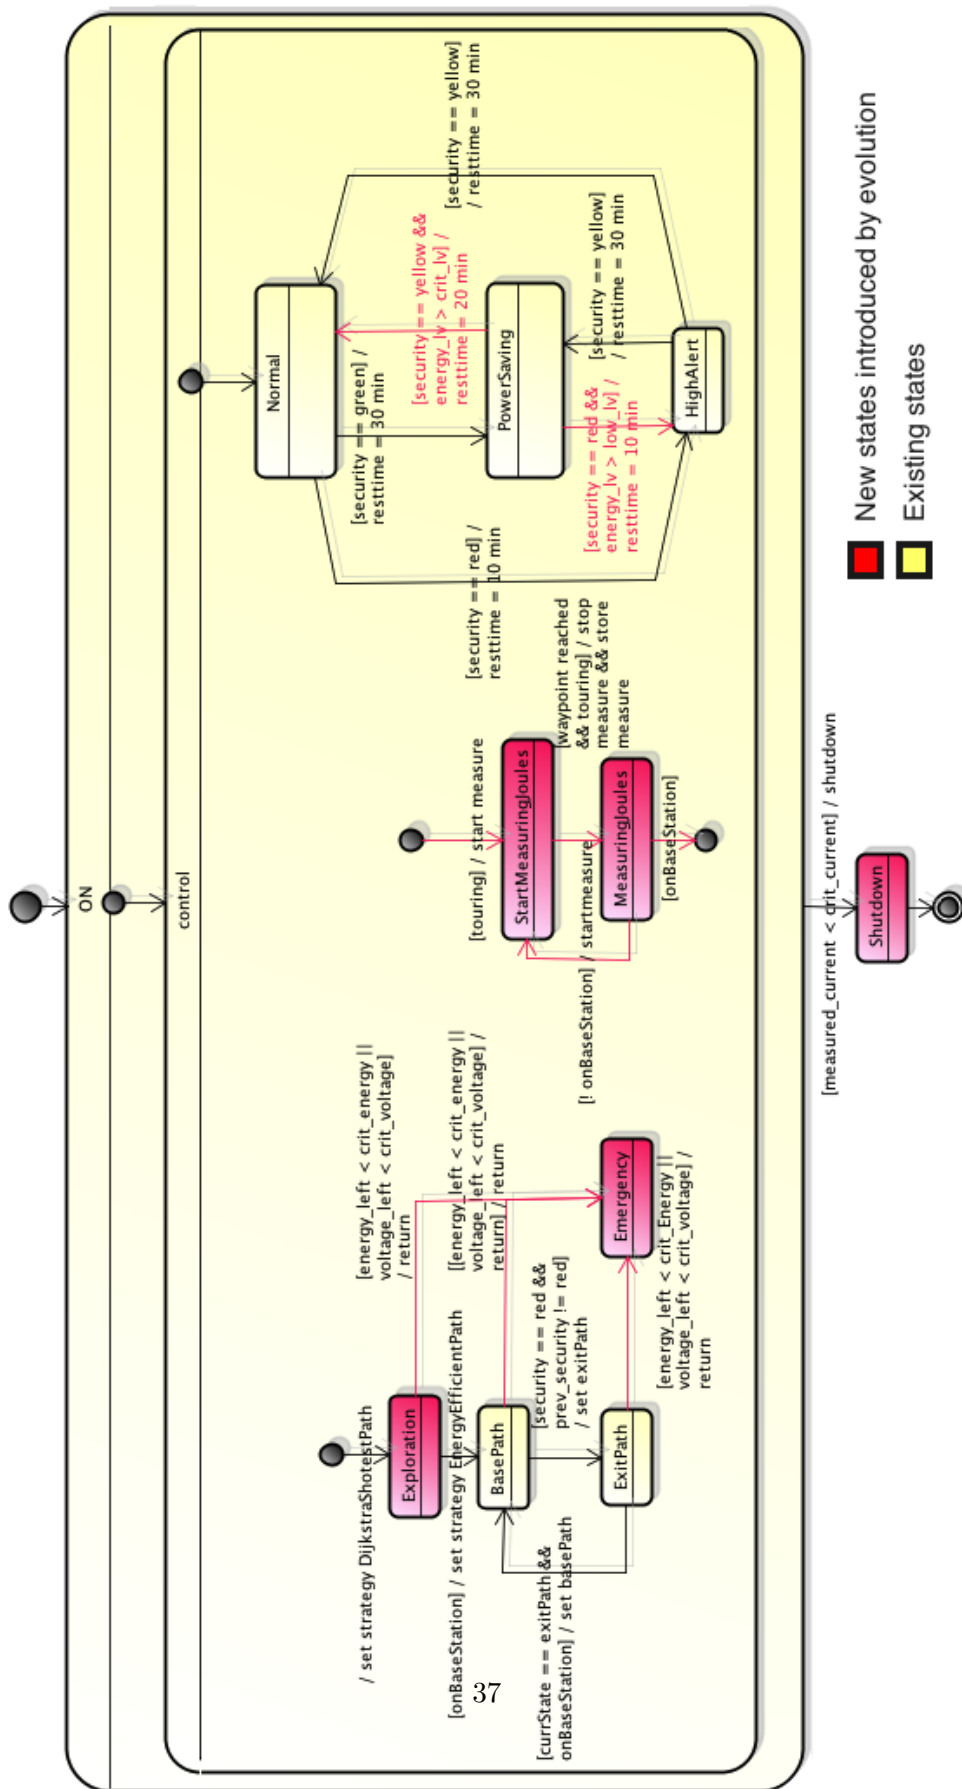 ON
control
/ set strategy DijkstraShotestPath
Exploration
[energy_left < crit_energy ||
voltage_left < crit_voltage]
/ return
[onBaseStation] / set strategy EnergyEfficientPath
BasePath
[[energy_left < crit_energy ||
voltage_left < crit_voltage] /
return] / return
[security == red &&
prev_security != red]
/ set exitPath
[currState == exitPath &&
onBaseStation] / set basePath
ExitPath
Emergency
[energy_left < crit_Energy ||
voltage_left < crit_voltage] /
return
[touring] / start measure
StartMeasuringJoules
[waypoint reached
&& touring] / stop
measure && store
measure
[! onBaseStation] / startmeasure
MeasuringJoules
[onBaseStation]
Normal
[security == green] /
resttime = 30 min
[security == yellow &&
energy_lv > crit_lv] /
resttime = 20 min
[security == yellow]
/ resttime = 30 min
[security == red] /
resttime = 10 min
PowerSaving
[security == red &&
energy_lv > low_lv] /
resttime = 10 min
[security == yellow]
/ resttime = 30 min
HighAlert
[measured_current < crit_current] / shutdown
Shutdown
New states introduced by evolution
Existing states
37